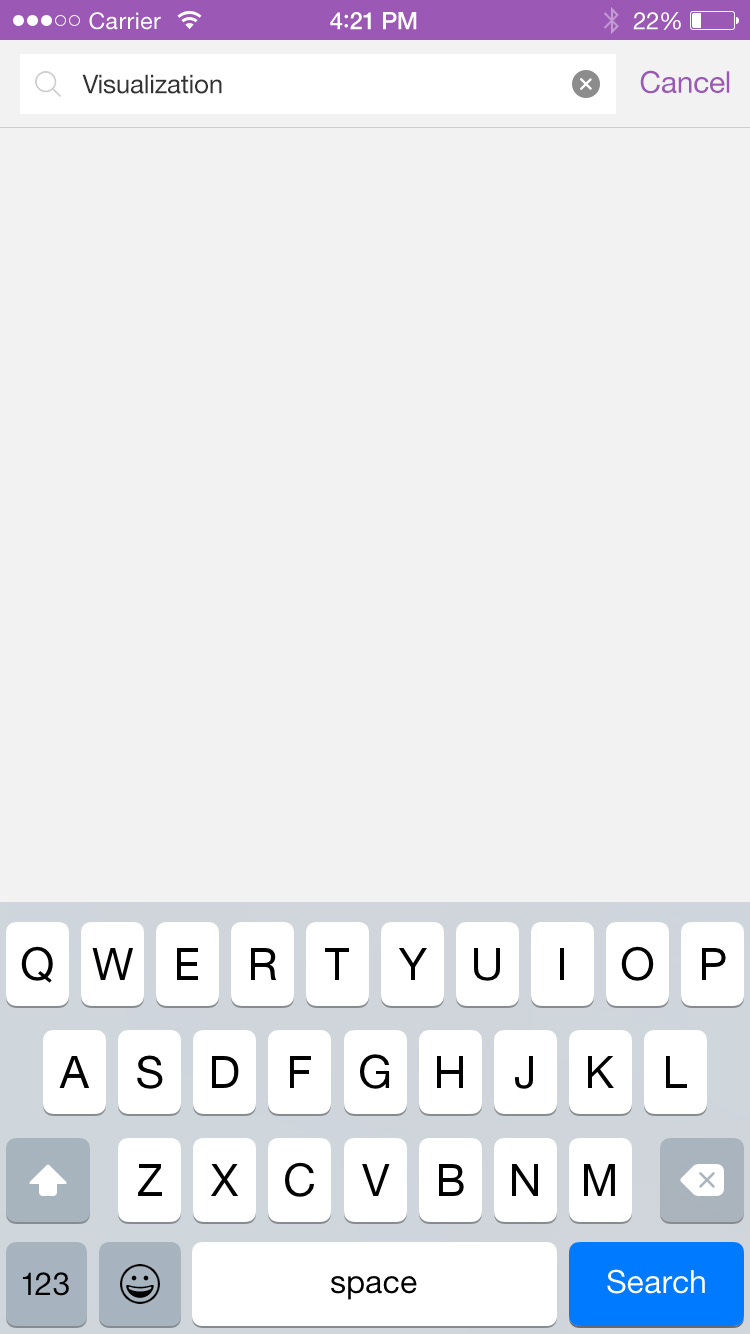 Carrier 4:21 PM 22%
Visualization Cancel
Q W E R T Y U I O P
A S D F G H J K L
Z X C V B N M
123 space Search